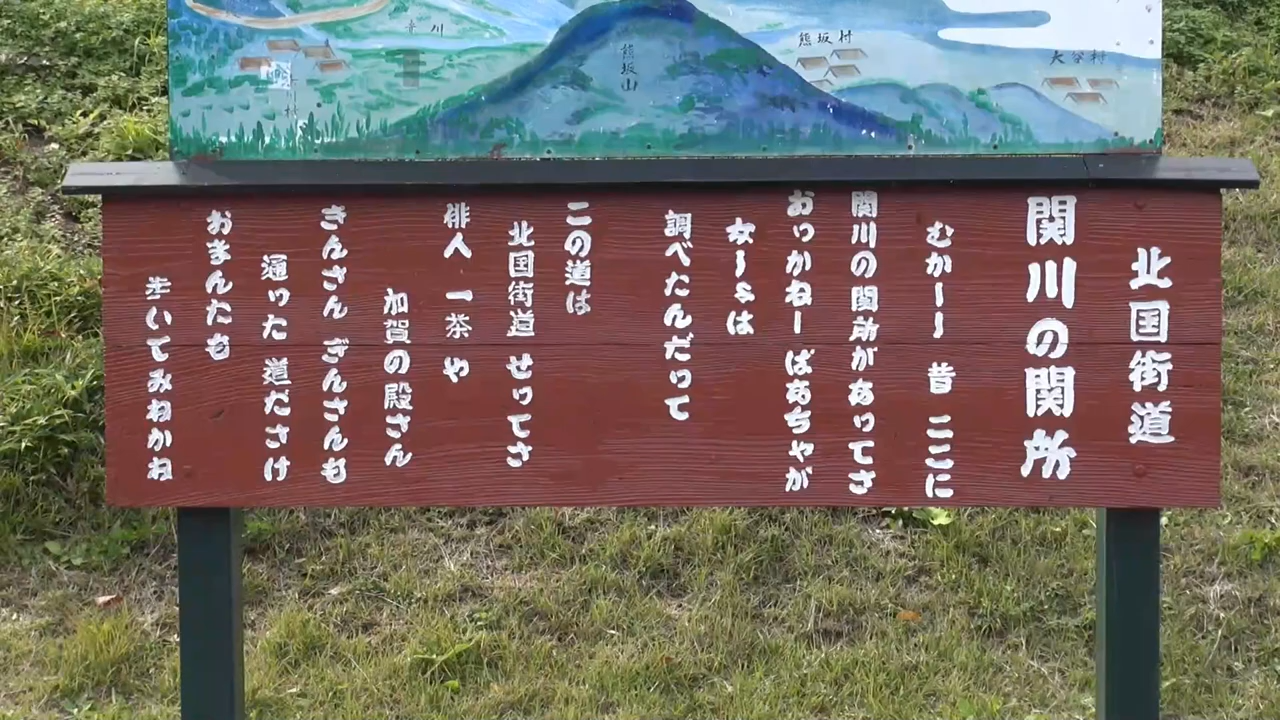 北国街道
関川の関所
むかーー 昔 ここに
関川の関所があってさ
おっかねー ばあちゃが
女しょは
調べたんだって
この道は
北国街道 せってさ
俳人 一茶 や
加賀の殿さん
きんさん ぎんさんも
通った 道ださけ
おまんたも
歩いてみねかね
熊坂山
熊坂村
大谷村